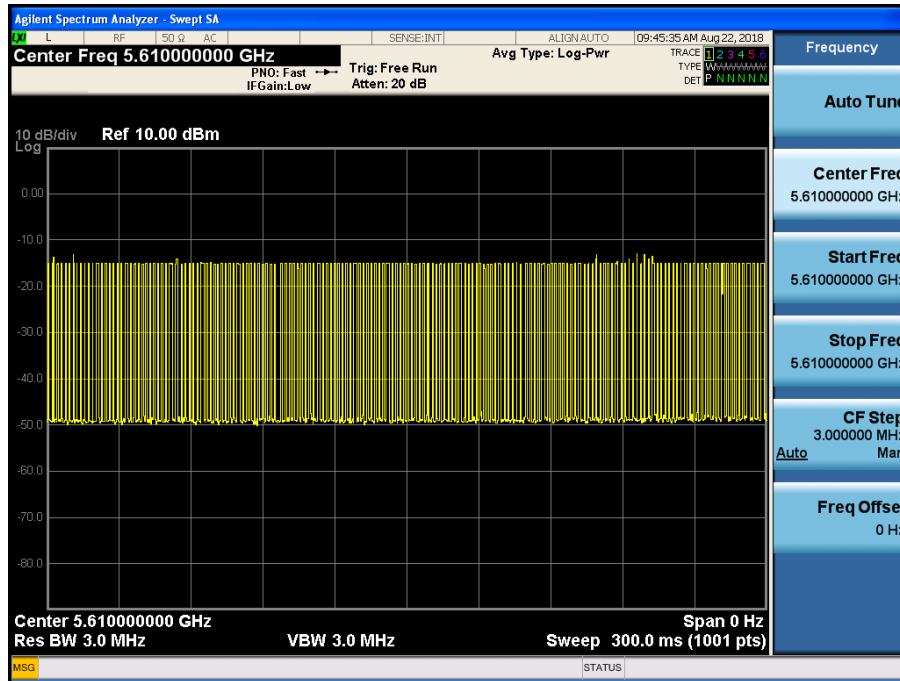 Agilent Spectrum Analyzer - Swept SA
LXI L RF 50 Ω AC SENSE:INT ALIGN AUTO 09:45:35 AM Aug 22, 2018
Center Freq 5.610000000 GHz
PNO: Fast
IFGain:Low
Trig: Free Run
Atten: 20 dB
Avg Type: Log-Pwr
TRACE 1 2 3 4 5 6
TYPE WWWWWWW
DET P N N N N N
10 dB/div Ref 10.00 dBm
Log
0.00
-10.0
-20.0
-30.0
-40.0
-50.0
-60.0
-70.0
-80.0
Center 5.610000000 GHz Span 0 Hz
Res BW 3.0 MHz VBW 3.0 MHz Sweep 300.0 ms (1001 pts)
MSG STATUS
Frequency
Auto Tune
Center Freq
5.610000000 GHz
Start Freq
5.610000000 GHz
Stop Freq
5.610000000 GHz
CF Step
3.000000 MHz
Auto Man
Freq Offset
0 Hz